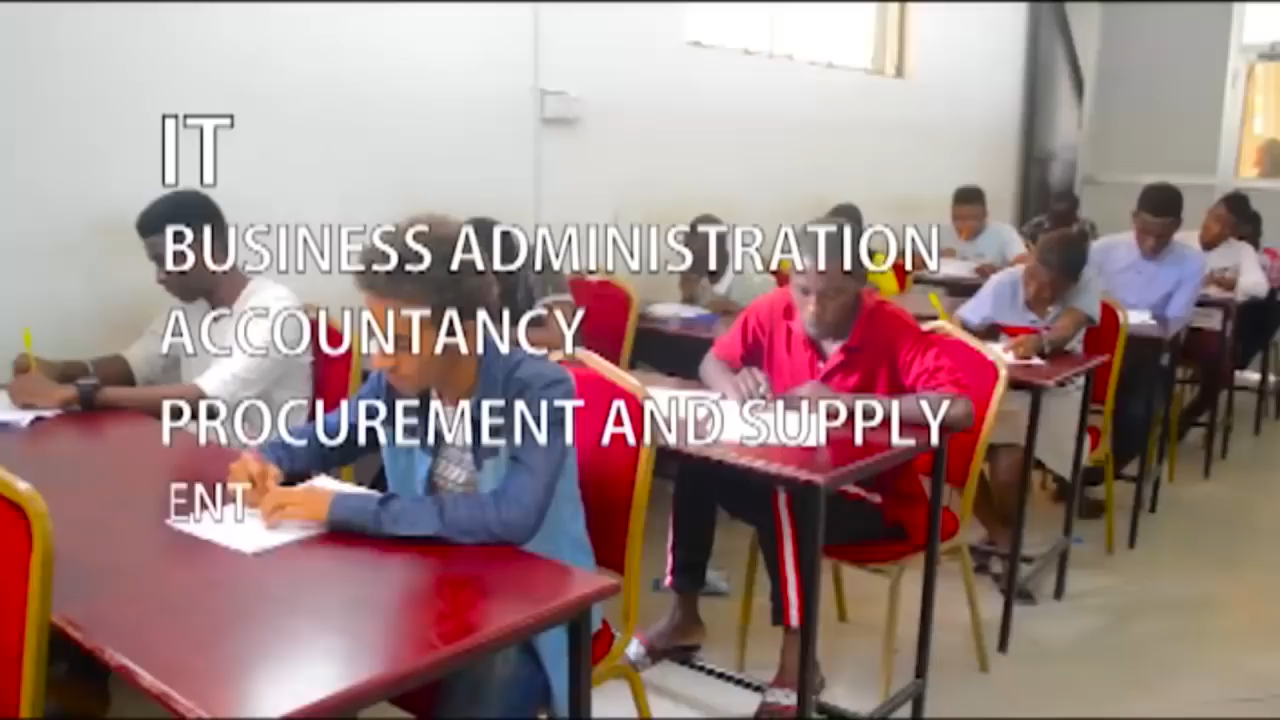 IT
BUSINESS ADMINISTRATION
ACCOUNTANCY
PROCUREMENT AND SUPPLY
ENT